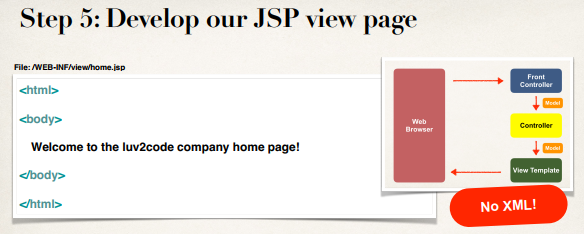 Step 5: Develop our JSP view page
File: /WEB-INF/view/home.jsp
<html>
<body>
Welcome to the luv2code company home page!
</body>
</html>
Web
Browser
Front
Controller
Model
Controller
Model
View Template
No XML!